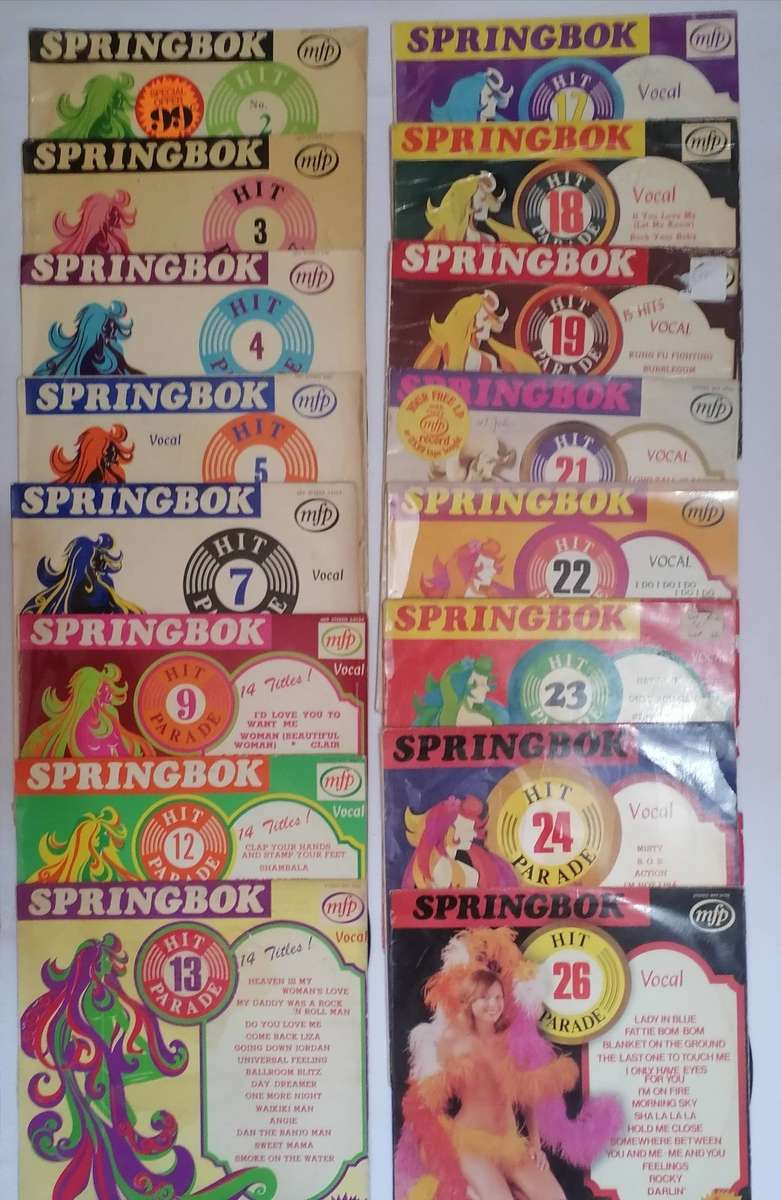 SPRINGBOK
mfp
SPECIAL
OFFER
99
HIT
No.
2
SPRINGBOK
mfp
HIT
3
SPRINGBOK
mfp
HIT
4
PARADE
SPRINGBOK
mfp
Vocal
HIT
5
SPRINGBOK
mfp
HIT
7
PARADE
Vocal
SPRINGBOK
mfp
Vocal
HIT
9
PARADE
14 Titles!
I'D LOVE YOU TO
WANT ME
WOMAN (BEAUTIFUL
WOMAN) * CLAIR
SPRINGBOK
mfp
Vocal
HIT
12
PARADE
14 Titles!
CLAP YOUR HANDS
AND STAMP YOUR FEET
SHAMBALA
SPRINGBOK
mfp
Vocal
HIT
13
PARADE
14 Titles!
HEAVEN IS MY
WOMAN'S LOVE
MY DADDY WAS A ROCK
'N ROLL MAN
DO YOU LOVE ME
COME BACK LIZA
GOING DOWN JORDAN
UNIVERSAL FEELING
BALLROOM BLITZ
DAY DREAMER
ONE MORE NIGHT
WAIKIKI MAN
ANGIE
DAN THE BANJO MAN
SWEET MAMA
SMOKE ON THE WATER
SPRINGBOK
mfp
HIT
17
Vocal
SPRINGBOK
mfp
HIT
18
PARADE
Vocal
If You Love Me
(Let Me Know)
Rock Your Baby
SPRINGBOK
HIT
19
PARADE
15 HITS
VOCAL
KUNG FU FIGHTING
BUBBLEGUM
SPRINGBOK
mfp
YOUR FREE LP
mfp
record
HIT
21
VOCAL
SPRINGBOK
mfp
HIT
22
VOCAL
I DO I DO I DO
I DO I DO
SPRINGBOK
HIT
23
VOCAL
SPRINGBOK
HIT
24
PARADE
Vocal
MISTY
S.O.S
ACTION
SPRINGBOK
mfp
HIT
26
PARADE
Vocal
LADY IN BLUE
FATTIE BOM-BOM
BLANKET ON THE GROUND
THE LAST ONE TO TOUCH ME
I ONLY HAVE EYES
FOR YOU
I'M ON FIRE
MORNING SKY
SHA LA LA LA
HOLD ME CLOSE
SOMEWHERE BETWEEN
YOU AND ME - ME AND YOU
FEELINGS
ROCKY
DARLIN'